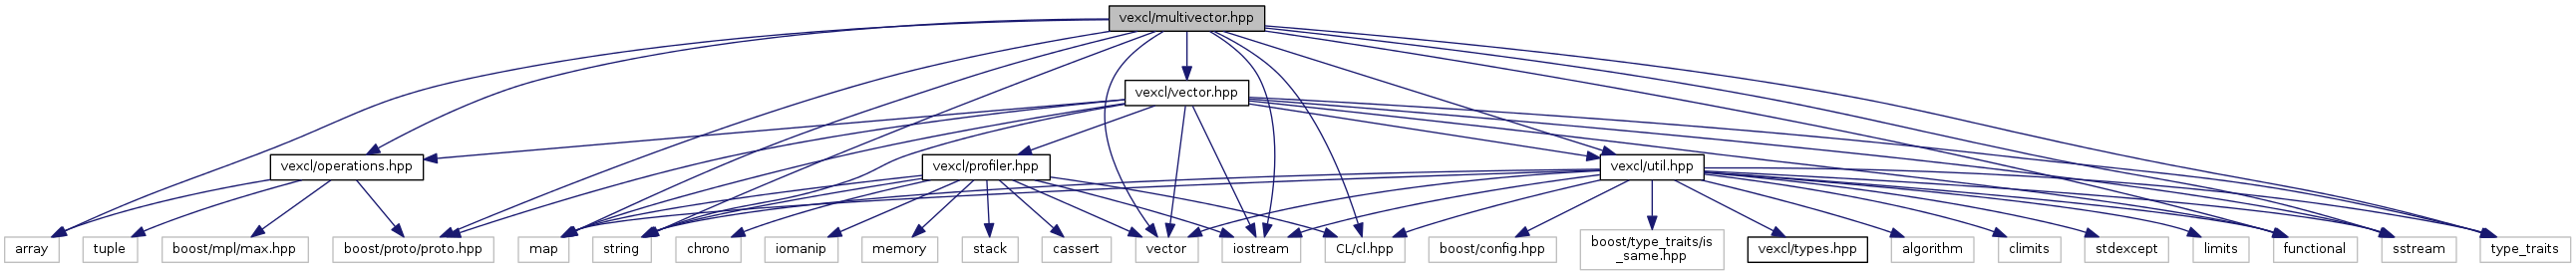 vexcl/multivector.hpp
vexcl/vector.hpp
vexcl/operations.hpp
vexcl/profiler.hpp
vexcl/util.hpp
array
tuple
boost/mpl/max.hpp
boost/proto/proto.hpp
map
string
chrono
iomanip
memory
stack
cassert
vector
iostream
CL/cl.hpp
boost/config.hpp
boost/type_traits/is
_same.hpp
vexcl/types.hpp
algorithm
climits
stdexcept
limits
functional
sstream
type_traits